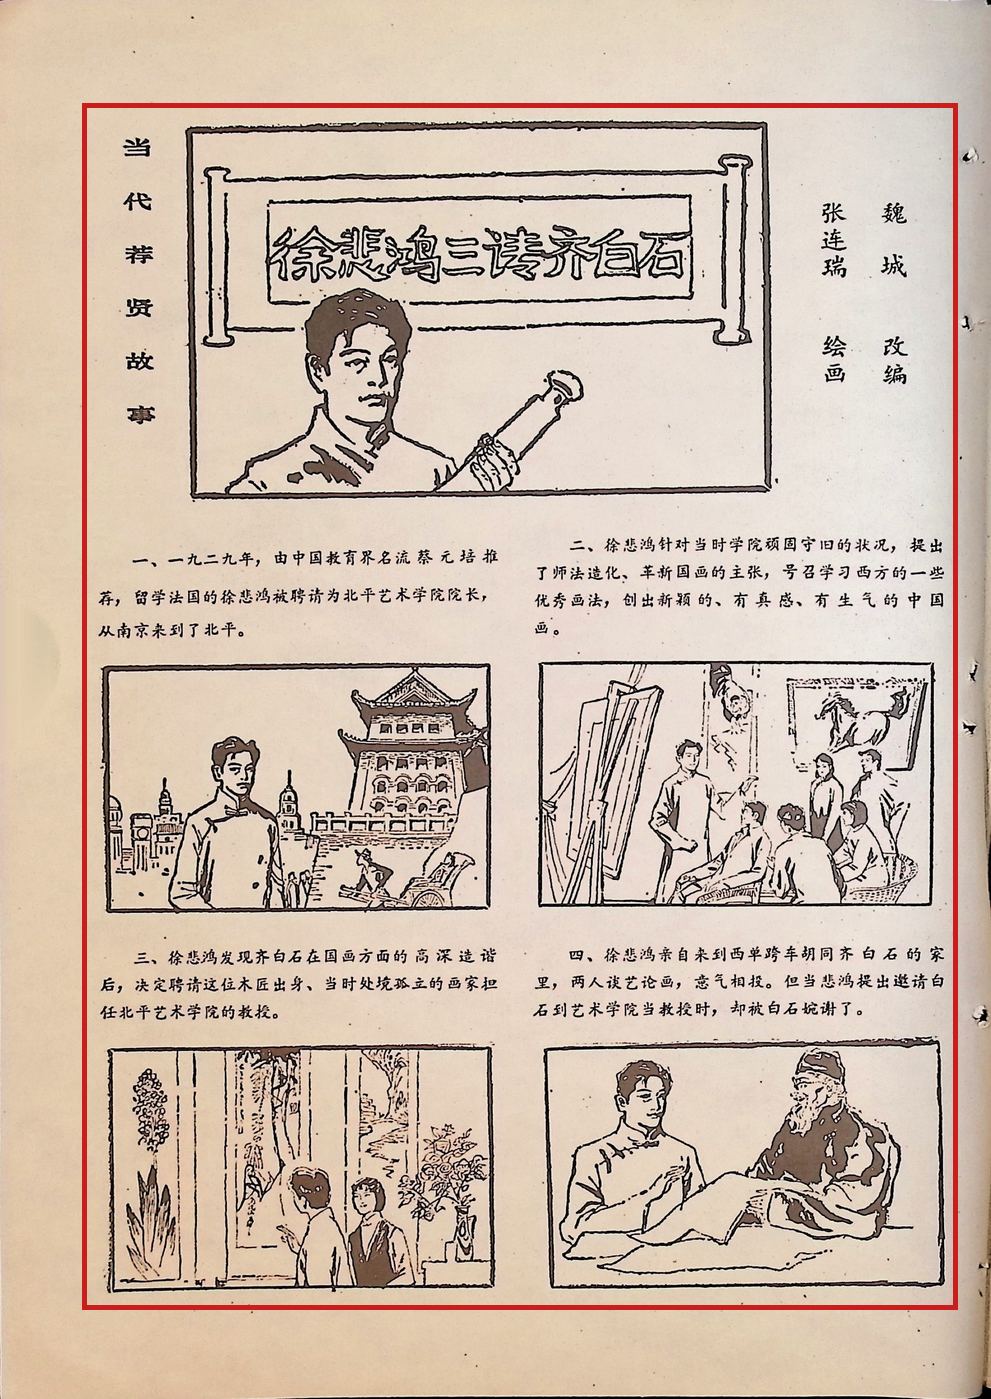 当代荐贤故事
徐悲鸿三请齐白石
魏城 改编
张连瑞 绘画
一、一九二九年，由中国教育界名流蔡元培推
荐，留学法国的徐悲鸿被聘请为北平艺术学院院长，
从南京来到了北平。
二、徐悲鸿针对当时学院顽固守旧的状况，提出
了师法造化、革新国画的主张，号召学习西方的一些
优秀画法，创出新颖的、有真感、有生气的中国
画。
三、徐悲鸿发现齐白石在国画方面的高深造谐
后，决定聘请这位木匠出身、当时处境孤立的画家担
任北平艺术学院的教授。
四、徐悲鸿亲自来到西单跨车胡同齐白石的家
里，两人谈艺论画，意气相投。但当悲鸿提出邀请白
石到艺术学院当教授时，却被白石婉谢了。